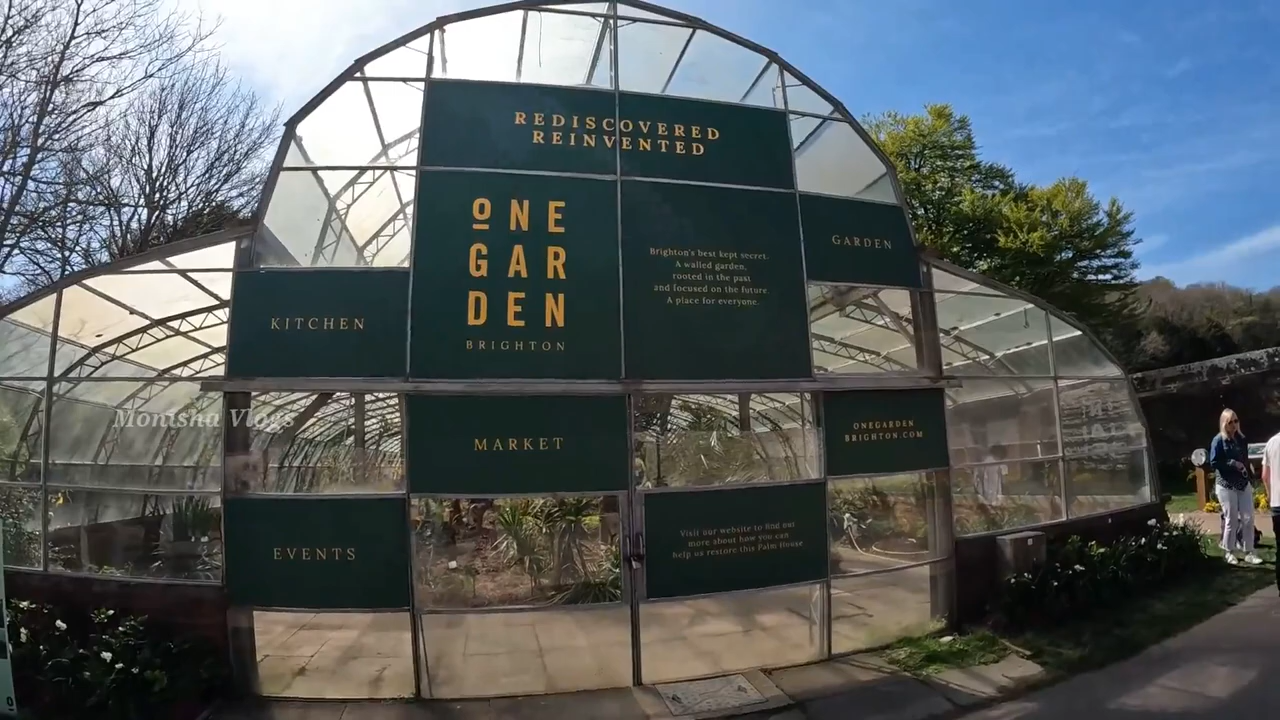 REDISCOVERED
REINVENTED
ONE
GAR
DEN
BRIGHTON
Brighton's best kept secret.
A walled garden,
rooted in the past
and focused on the future.
A place for everyone.
GARDEN
KITCHEN
Monisha Vlogs
MARKET
ONEGARDEN
BRIGHTON.COM
EVENTS
Visit our website to find out
more about how you can
help us restore this Palm House